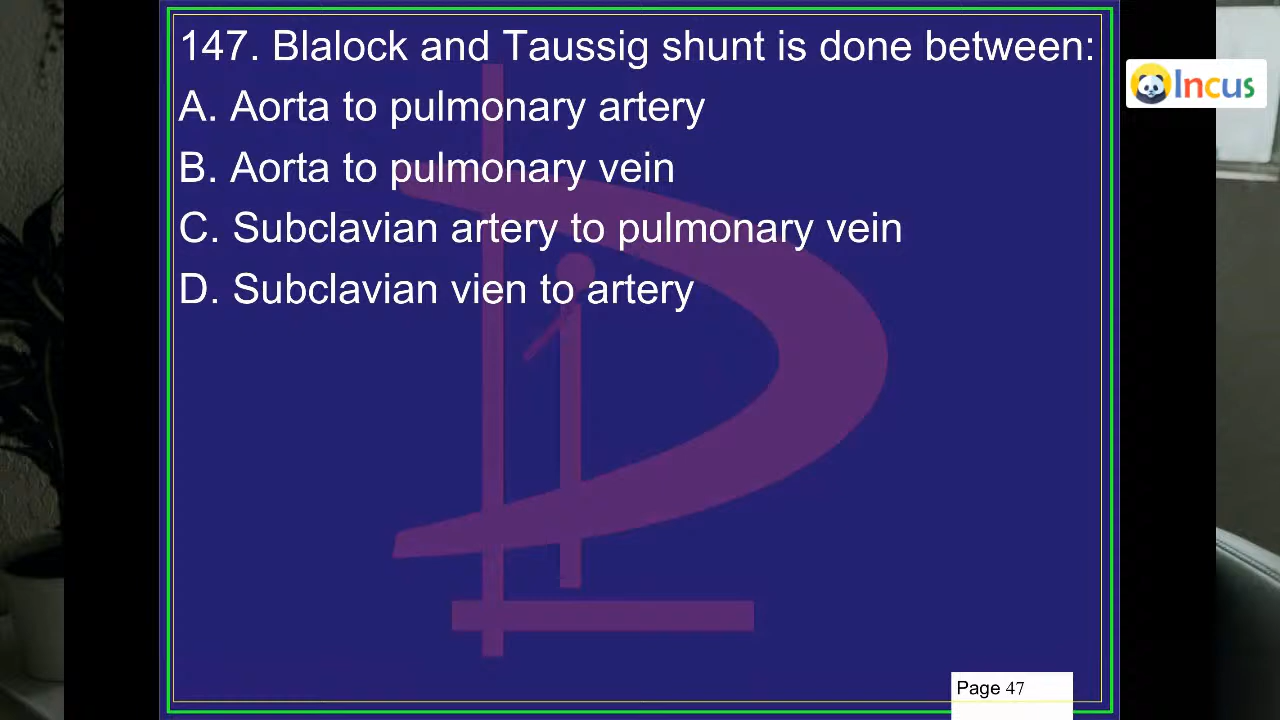 147. Blalock and Taussig shunt is done between:
Incus
A. Aorta to pulmonary artery
B. Aorta to pulmonary vein
C. Subclavian artery to pulmonary vein
D. Subclavian vien to artery
Page 47